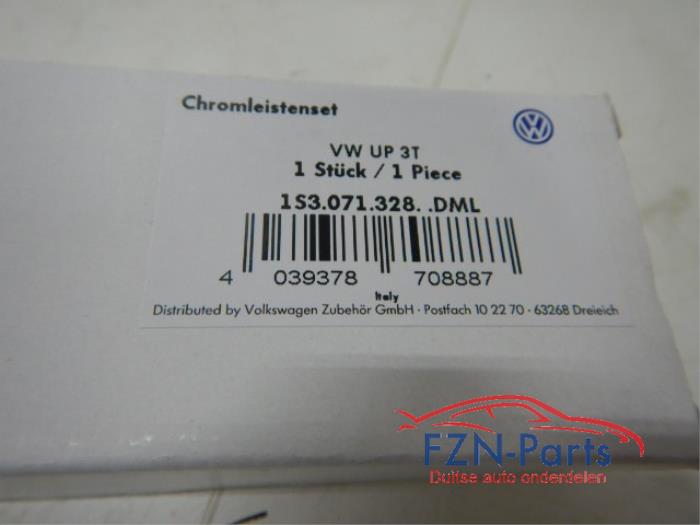 Chromleistenset
VW UP 3T
1 Stück / 1 Piece
1S3.071.328. .DML
4 039378 708887
Italy
Distributed by Volkswagen Zubehör GmbH · Postfach 10 22 70 · 63268 Dreieich
FZN-Parts
Duitse auto onderdelen